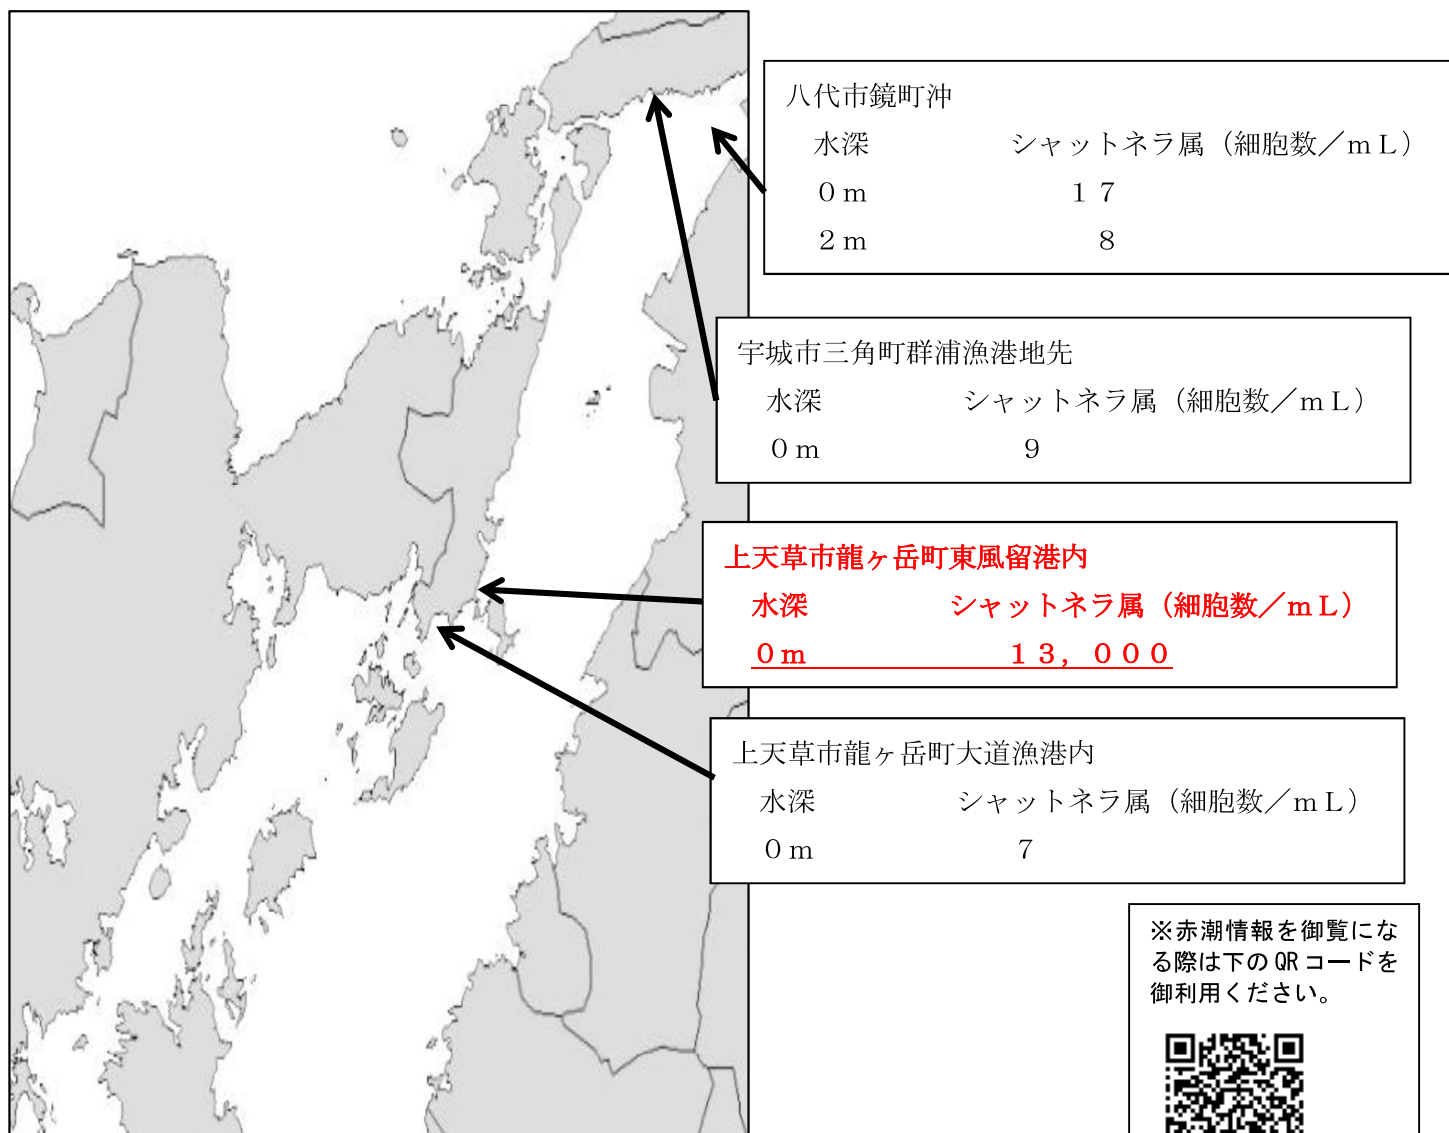 八代市鏡町沖
水深 シャットネラ属（細胞数／ｍＬ）
０ｍ １７
２ｍ ８
宇城市三角町群浦漁港地先
水深 シャットネラ属（細胞数／ｍＬ）
０ｍ ９
上天草市龍ヶ岳町東風留港内
水深 シャットネラ属（細胞数／ｍＬ）
０ｍ １３，０００
上天草市龍ヶ岳町大道漁港内
水深 シャットネラ属（細胞数／ｍＬ）
０ｍ ７
※赤潮情報を御覧にな
る際は下のQRコードを
御利用ください。